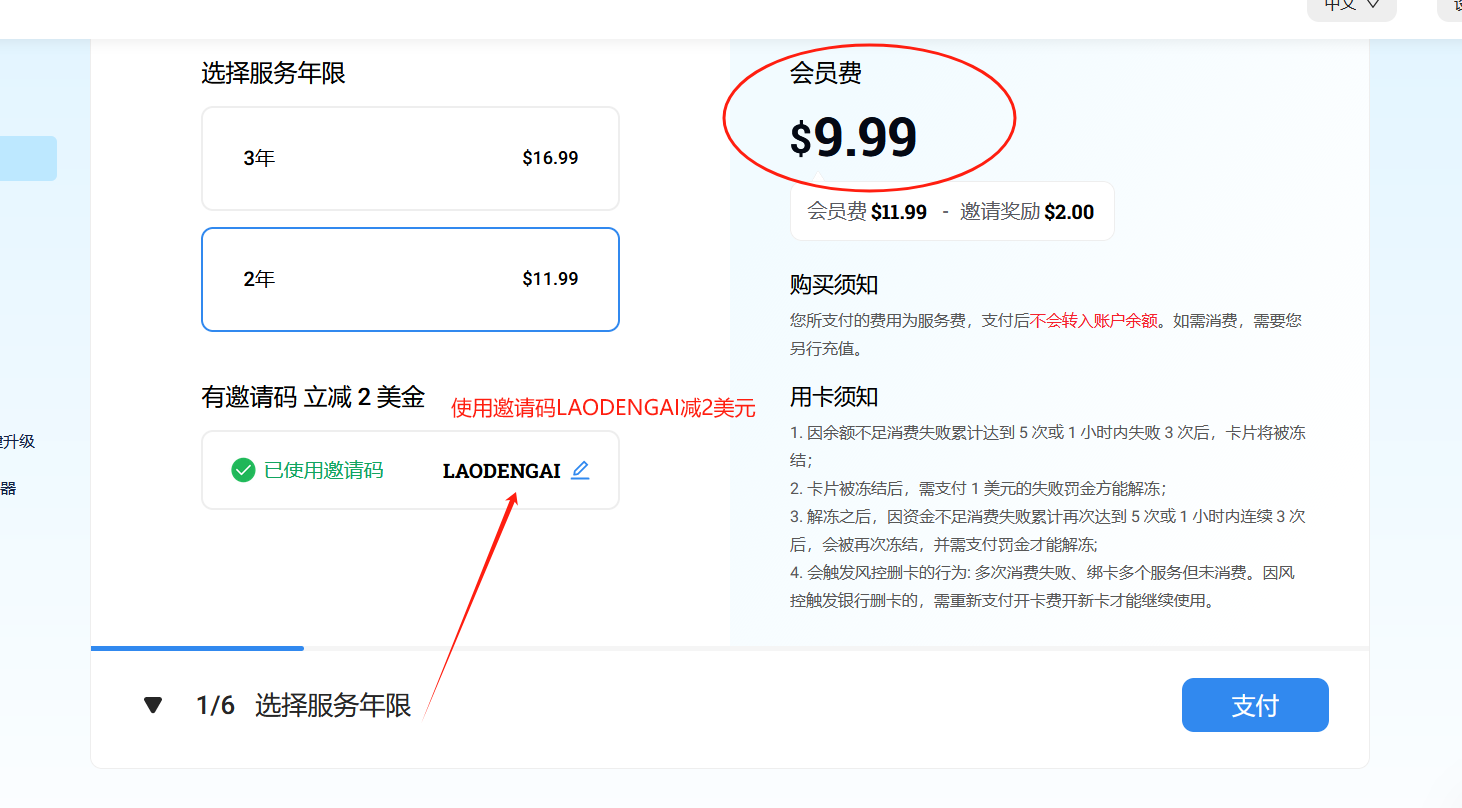 中文
选择服务年限
3年 $16.99
2年 $11.99
有邀请码 立减 2 美金
使用邀请码LAODENGAI减2美元
已使用邀请码 LAODENGAI
会员费
$9.99
会员费 $11.99 - 邀请奖励 $2.00
购买须知
您所支付的费用为服务费，支付后不会转入账户余额。如需消费，需要您
另行充值。
用卡须知
1. 因余额不足消费失败累计达到 5 次或 1 小时内失败 3 次后，卡片将被冻
结；
2. 卡片被冻结后，需支付 1 美元的失败罚金方能解冻；
3. 解冻之后，因资金不足消费失败累计再次达到 5 次或 1 小时内连续 3 次
后，会被再次冻结，并需支付罚金才能解冻;
4. 会触发风控删卡的行为: 多次消费失败、绑卡多个服务但未消费。因风
控触发银行删卡的，需重新支付开卡费开新卡才能继续使用。
升级
器
1/6 选择服务年限
支付